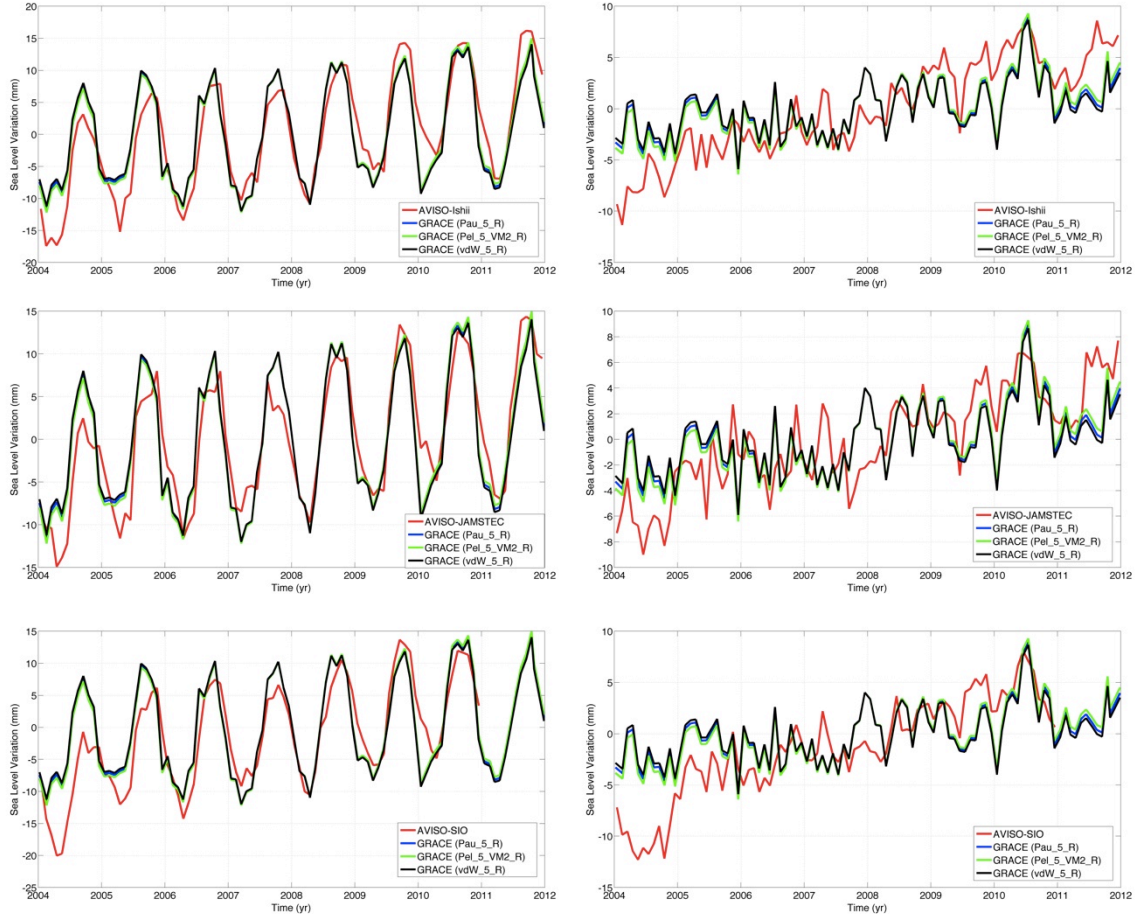 20
15
10
5
0
-5
-10
-15
-20
Sea Level Variation (mm)
2004 2005 2006 2007 2008 2009 2010 2011 2012
Time (yr)
AVISO-Ishii
GRACE (Pau_5_R)
GRACE (Pel_5_VM2_R)
GRACE (vdW_5_R)
10
5
0
-5
-10
-15
Sea Level Variation (mm)
2004 2005 2006 2007 2008 2009 2010 2011 2012
Time (yr)
AVISO-Ishii
GRACE (Pau_5_R)
GRACE (Pel_5_VM2_R)
GRACE (vdW_5_R)
15
10
5
0
-5
-10
-15
Sea Level Variation (mm)
2004 2005 2006 2007 2008 2009 2010 2011 2012
Time (yr)
AVISO-JAMSTEC
GRACE (Pau_5_R)
GRACE (Pel_5_VM2_R)
GRACE (vdW_5_R)
10
8
6
4
2
0
-2
-4
-6
-8
-10
Sea Level Variation (mm)
2004 2005 2006 2007 2008 2009 2010 2011 2012
Time (yr)
AVISO-JAMSTEC
GRACE (Pau_5_R)
GRACE (Pel_5_VM2_R)
GRACE (vdW_5_R)
15
10
5
0
-5
-10
-15
-20
-25
Sea Level Variation (mm)
2004 2005 2006 2007 2008 2009 2010 2011 2012
Time (yr)
AVISO-SIO
GRACE (Pau_5_R)
GRACE (Pel_5_VM2_R)
GRACE (vdW_5_R)
10
5
0
-5
-10
-15
Sea Level Variation (mm)
2004 2005 2006 2007 2008 2009 2010 2011 2012
Time (yr)
AVISO-SIO
GRACE (Pau_5_R)
GRACE (Pel_5_VM2_R)
GRACE (vdW_5_R)